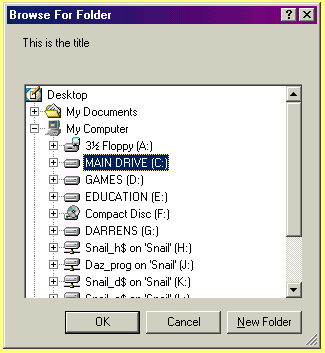 Browse For Folder
This is the title
Desktop
My Documents
My Computer
3½ Floppy (A:)
MAIN DRIVE (C:)
GAMES (D:)
EDUCATION (E:)
Compact Disc (F:)
DARRENS (G:)
Snail_h$ on 'Snail' (H:)
Daz_prog on 'Snail' (J:)
Snail_d$ on 'Snail' (K:)
OK
Cancel
New Folder